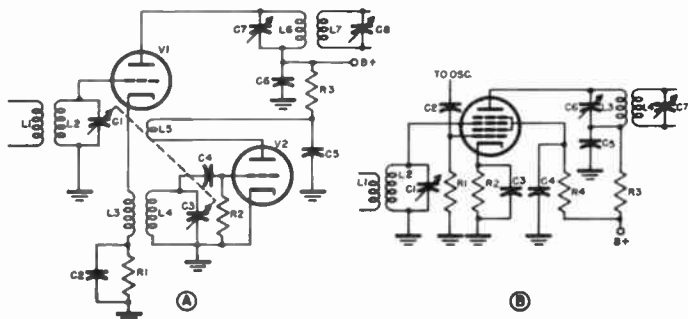 V1
C7
L6
L7
C8
B+
C6
R3
L1
L2
C1
L5
V2
C5
C4
L3
L4
C3
R2
C2
R1
A
TO OSC.
C2
C6
L3
L4
C7
C5
L1
L2
C1
R1
R2
C3
C4
R4
R3
B+
B